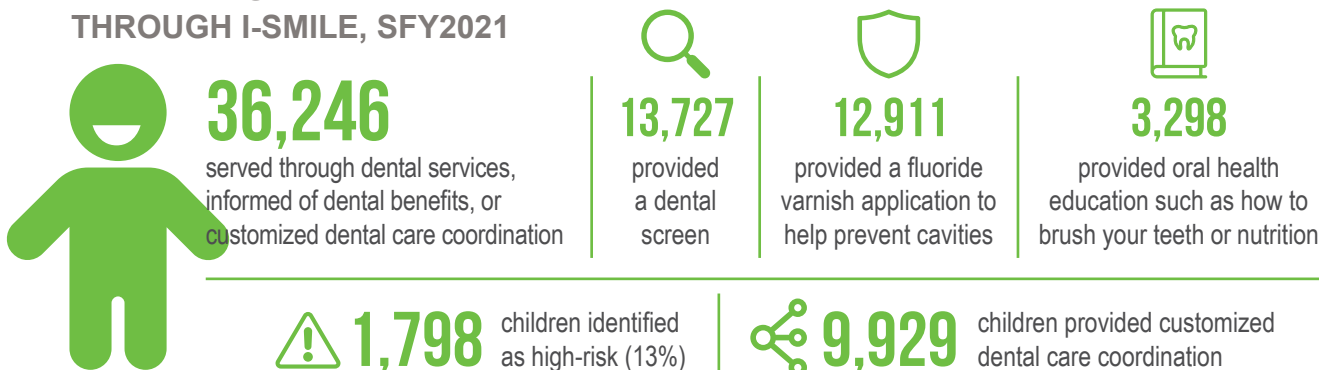 THROUGH I-SMILE, SFY2021
36,246
served through dental services,
informed of dental benefits, or
customized dental care coordination
13,727
provided
a dental
screen
12,911
provided a fluoride
varnish application to
help prevent cavities
3,298
provided oral health
education such as how to
brush your teeth or nutrition
1,798
children identified
as high-risk (13%)
9,929
children provided customized
dental care coordination